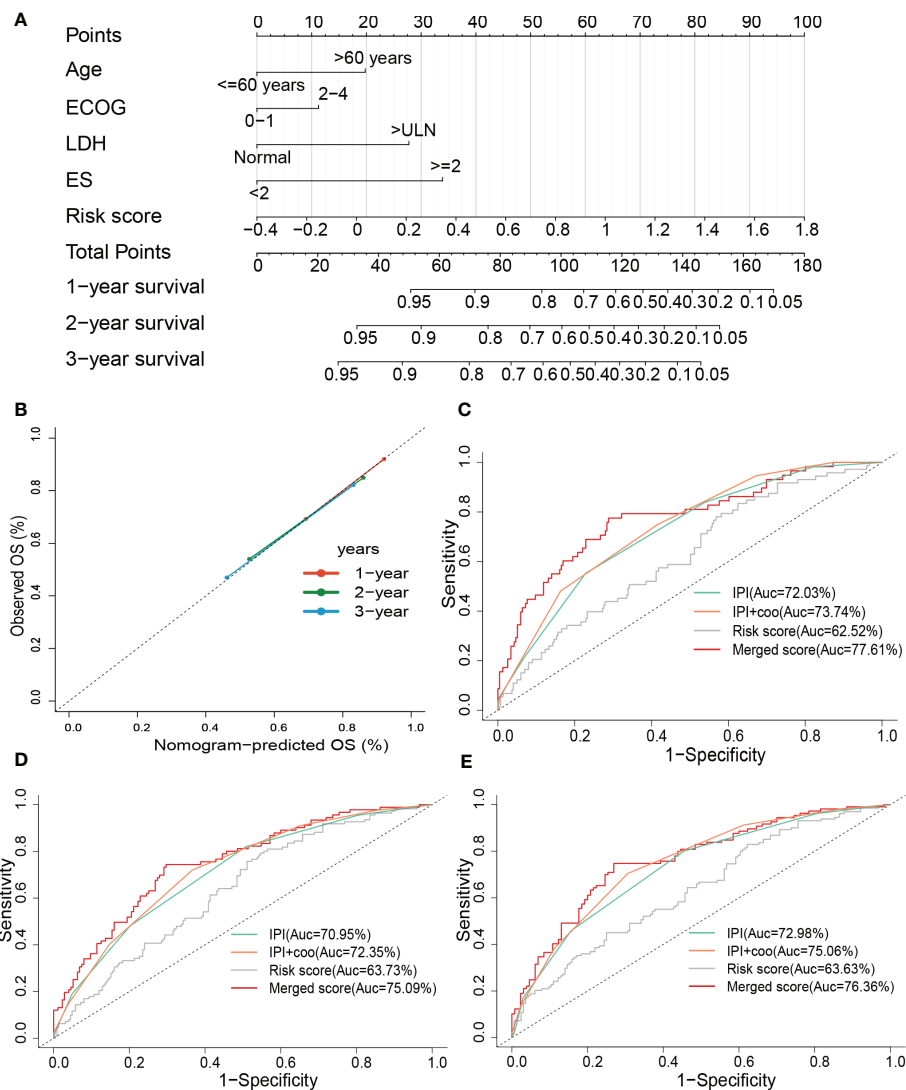 A
Points
0 10 20 30 40 50 60 70 80 90 100
Age
>60 years
<=60 years
ECOG
2−4
0−1
LDH
>ULN
Normal
ES
>=2
<2
Risk score
−0.4 −0.2 0 0.2 0.4 0.6 0.8 1 1.2 1.4 1.6 1.8
Total Points
0 20 40 60 80 100 120 140 160 180
1−year survival
0.95 0.9 0.8 0.7 0.6 0.5 0.4 0.3 0.2 0.1 0.05
2−year survival
0.95 0.9 0.8 0.7 0.6 0.5 0.4 0.3 0.2 0.1 0.05
3−year survival
0.95 0.9 0.8 0.7 0.6 0.5 0.4 0.3 0.2 0.1 0.05
B
Observed OS (%)
1.0
0.8
0.6
0.4
0.2
0.0
years
1−year
2−year
3−year
0.0 0.2 0.4 0.6 0.8 1.0
Nomogram−predicted OS (%)
C
Sensitivity
1.0
0.8
0.6
0.4
0.2
0.0
IPI(Auc=72.03%)
IPI+coo(Auc=73.74%)
Risk score(Auc=62.52%)
Merged score(Auc=77.61%)
0.0 0.2 0.4 0.6 0.8 1.0
1−Specificity
D
Sensitivity
1.0
0.8
0.6
0.4
0.2
0.0
IPI(Auc=70.95%)
IPI+coo(Auc=72.35%)
Risk score(Auc=63.73%)
Merged score(Auc=75.09%)
0.0 0.2 0.4 0.6 0.8 1.0
1−Specificity
E
Sensitivity
1.0
0.8
0.6
0.4
0.2
0.0
IPI(Auc=72.98%)
IPI+coo(Auc=75.06%)
Risk score(Auc=63.63%)
Merged score(Auc=76.36%)
0.0 0.2 0.4 0.6 0.8 1.0
1−Specificity